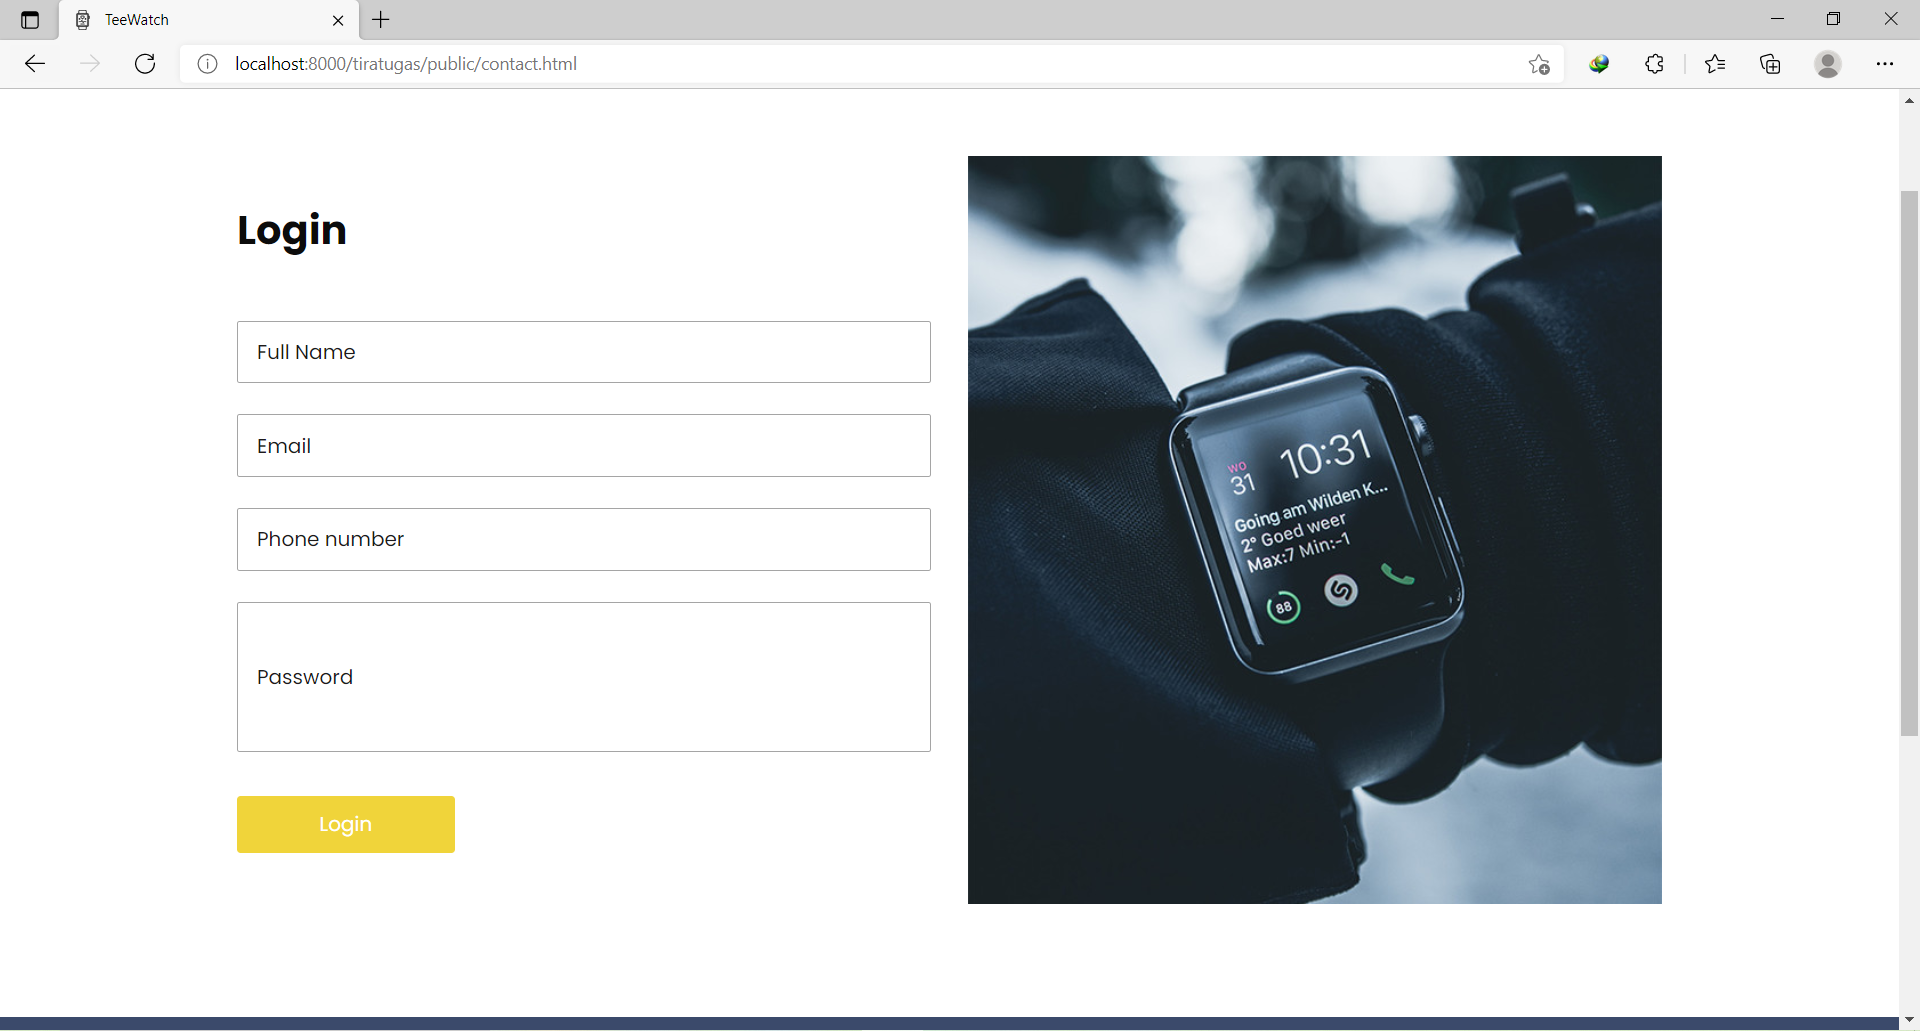 TeeWatch
localhost:8000/tiratugas/public/contact.html
Login
Full Name
Email
Phone number
Password
Login
WO
31
10:31
Going am Wilden K...
2° Goed weer
Max:7 Min:-1
88